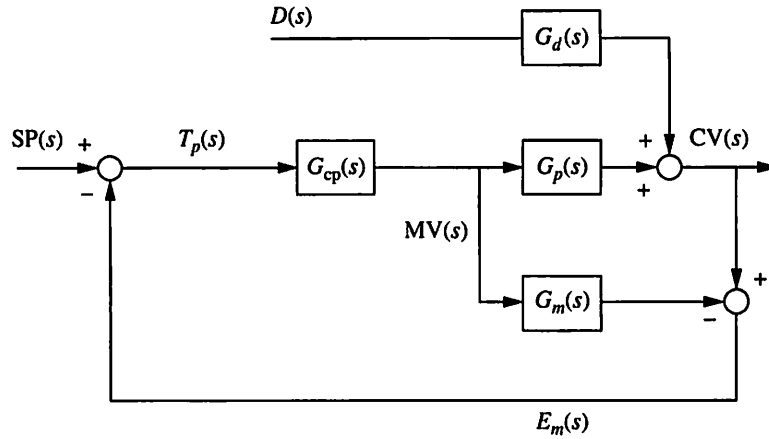 D(s)
G_d(s)
SP(s)
+
−
T_p(s)
G_cp(s)
G_p(s)
+
+
CV(s)
MV(s)
G_m(s)
+
−
E_m(s)